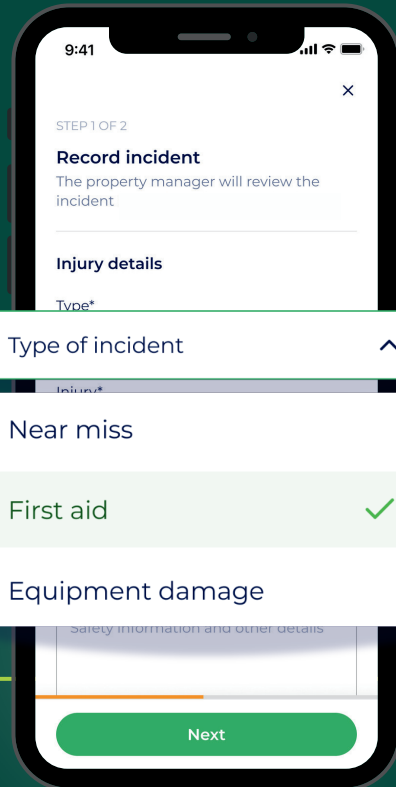 9:41
STEP 1 OF 2
Record incident
The property manager will review the
incident
Injury details
Type*
Type of incident
Injury*
Near miss
First aid
Equipment damage
Safety information and other details
Next